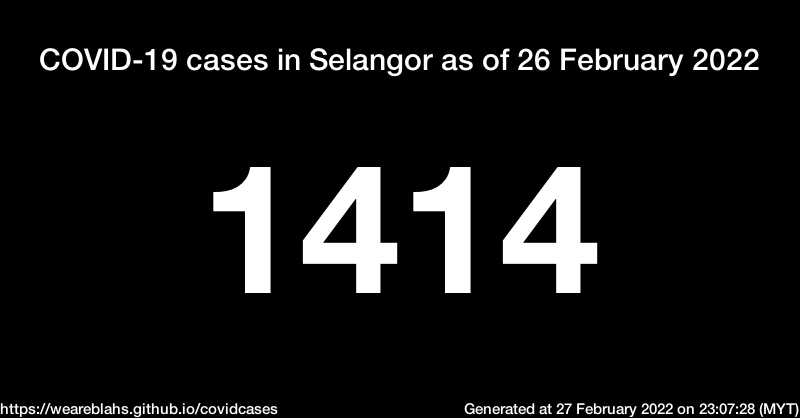 COVID-19 cases in Selangor as of 26 February 2022
1414
https://weareblahs.github.io/covidcases
Generated at 27 February 2022 on 23:07:28 (MYT)